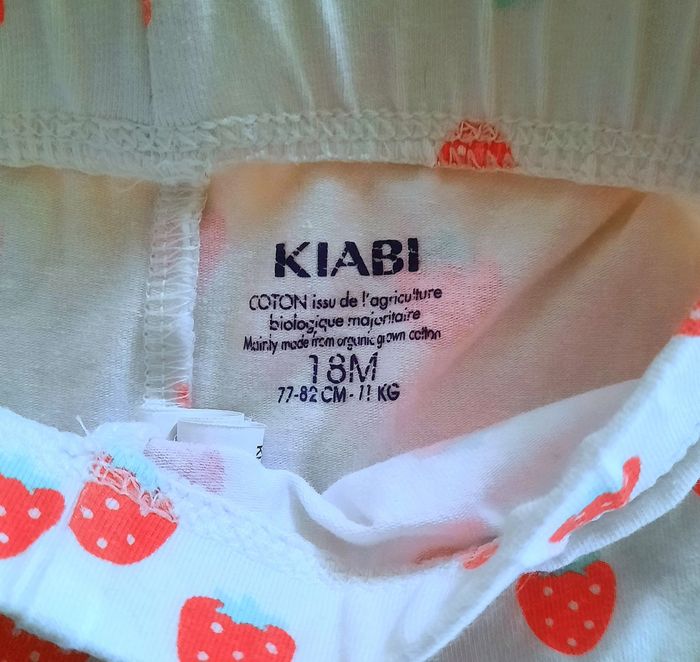 KIABI
COTON issu de l'agriculture
biologique majoritaire
Mainly made from organic grown cotton
18M
77-82 CM - 11 KG